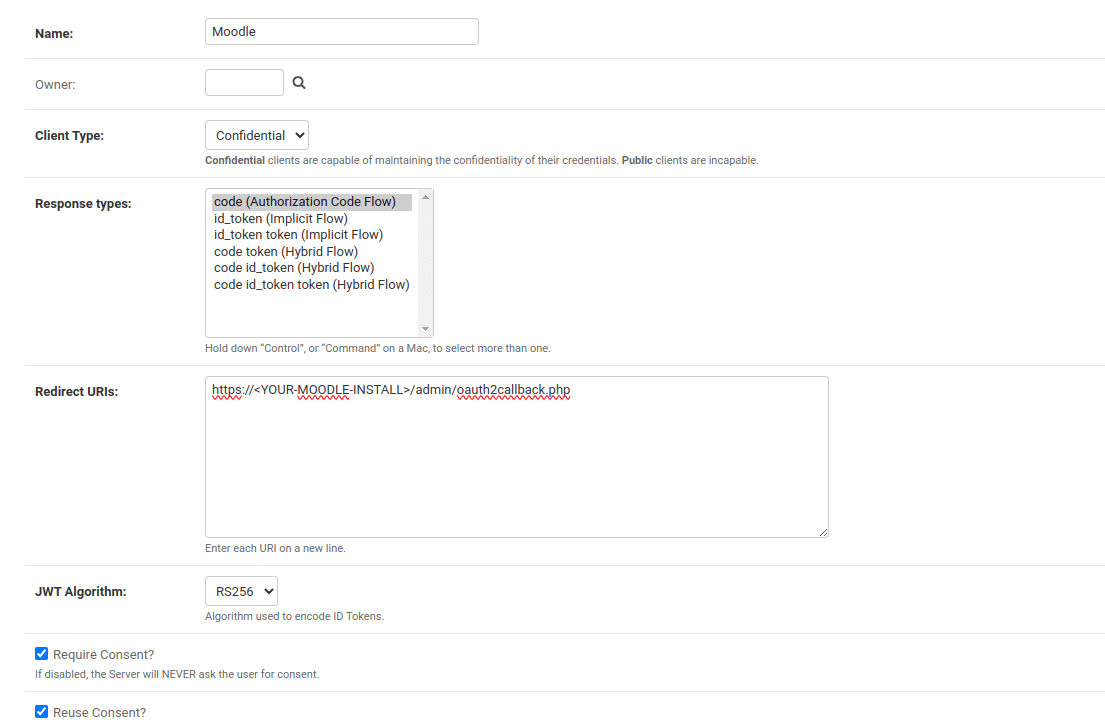 Name:
Moodle
Owner:
Client Type:
Confidential
Confidential clients are capable of maintaining the confidentiality of their credentials. Public clients are incapable.
Response types:
code (Authorization Code Flow)
id_token (Implicit Flow)
id_token token (Implicit Flow)
code token (Hybrid Flow)
code id_token (Hybrid Flow)
code id_token token (Hybrid Flow)
Hold down “Control”, or “Command” on a Mac, to select more than one.
Redirect URIs:
https://<YOUR-MOODLE-INSTALL>/admin/oauth2callback.php
Enter each URI on a new line.
JWT Algorithm:
RS256
Algorithm used to encode ID Tokens.
Require Consent?
If disabled, the Server will NEVER ask the user for consent.
Reuse Consent?